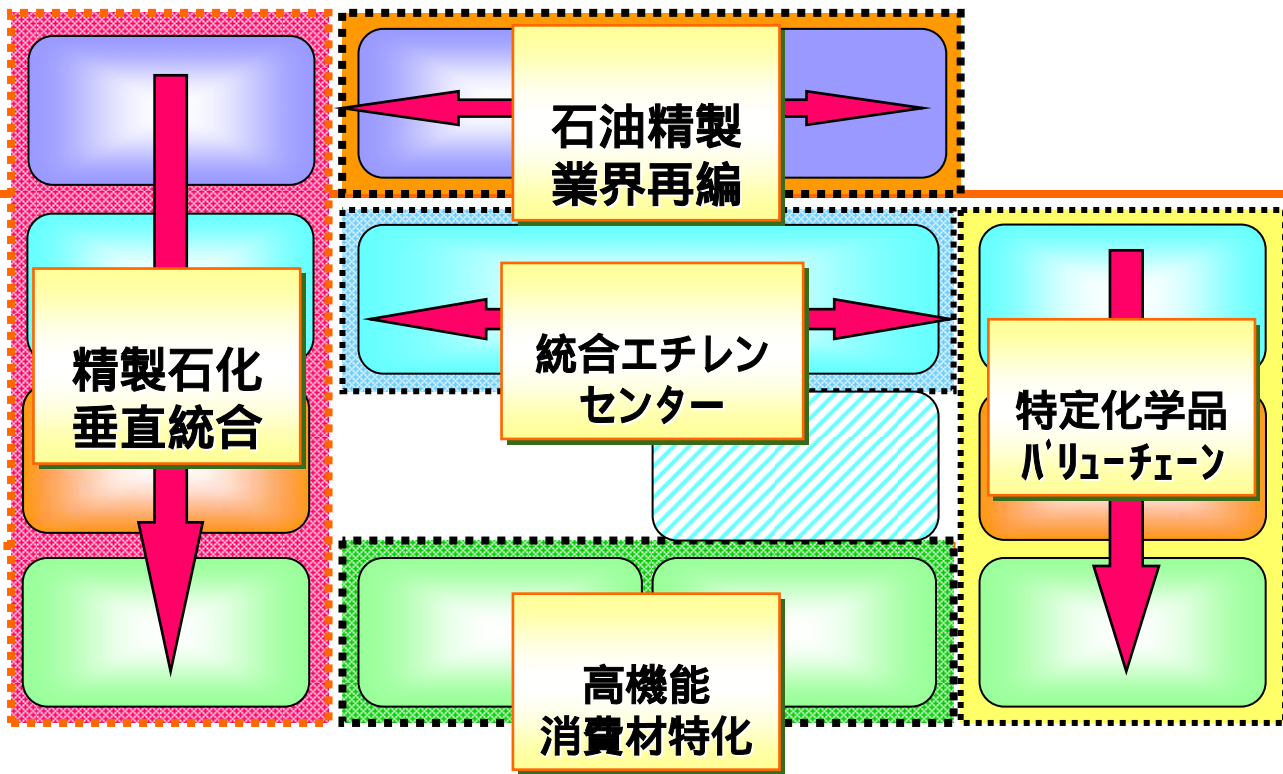 石油精製
業界再編
精製石化
垂直統合
統合エチレン
センター
特定化学品
ﾊﾞﾘｭｰﾁｪｰﾝ
高機能
消費材特化